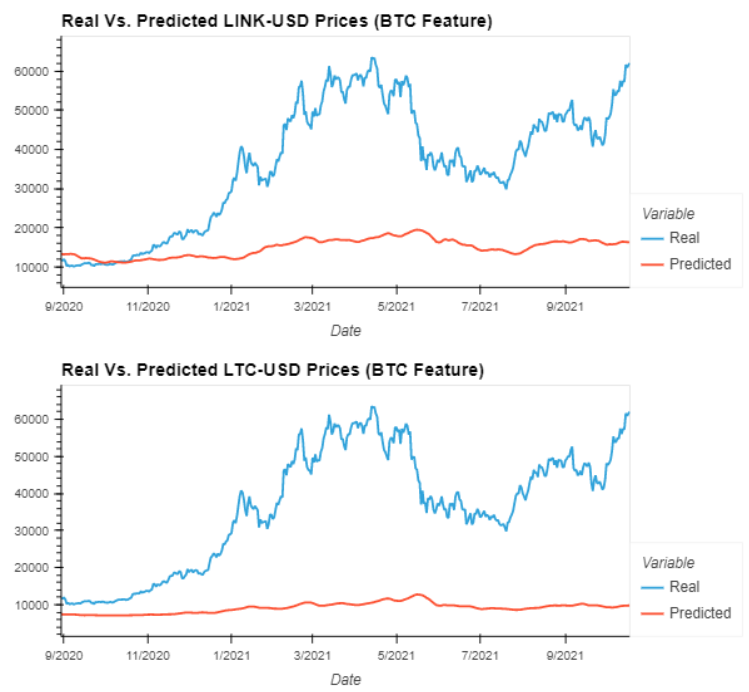 Real Vs. Predicted LINK-USD Prices (BTC Feature)
60000
50000
40000
30000
20000
10000
9/2020 11/2020 1/2021 3/2021 5/2021 7/2021 9/2021
Date
Variable
Real
Predicted
Real Vs. Predicted LTC-USD Prices (BTC Feature)
60000
50000
40000
30000
20000
10000
9/2020 11/2020 1/2021 3/2021 5/2021 7/2021 9/2021
Date
Variable
Real
Predicted